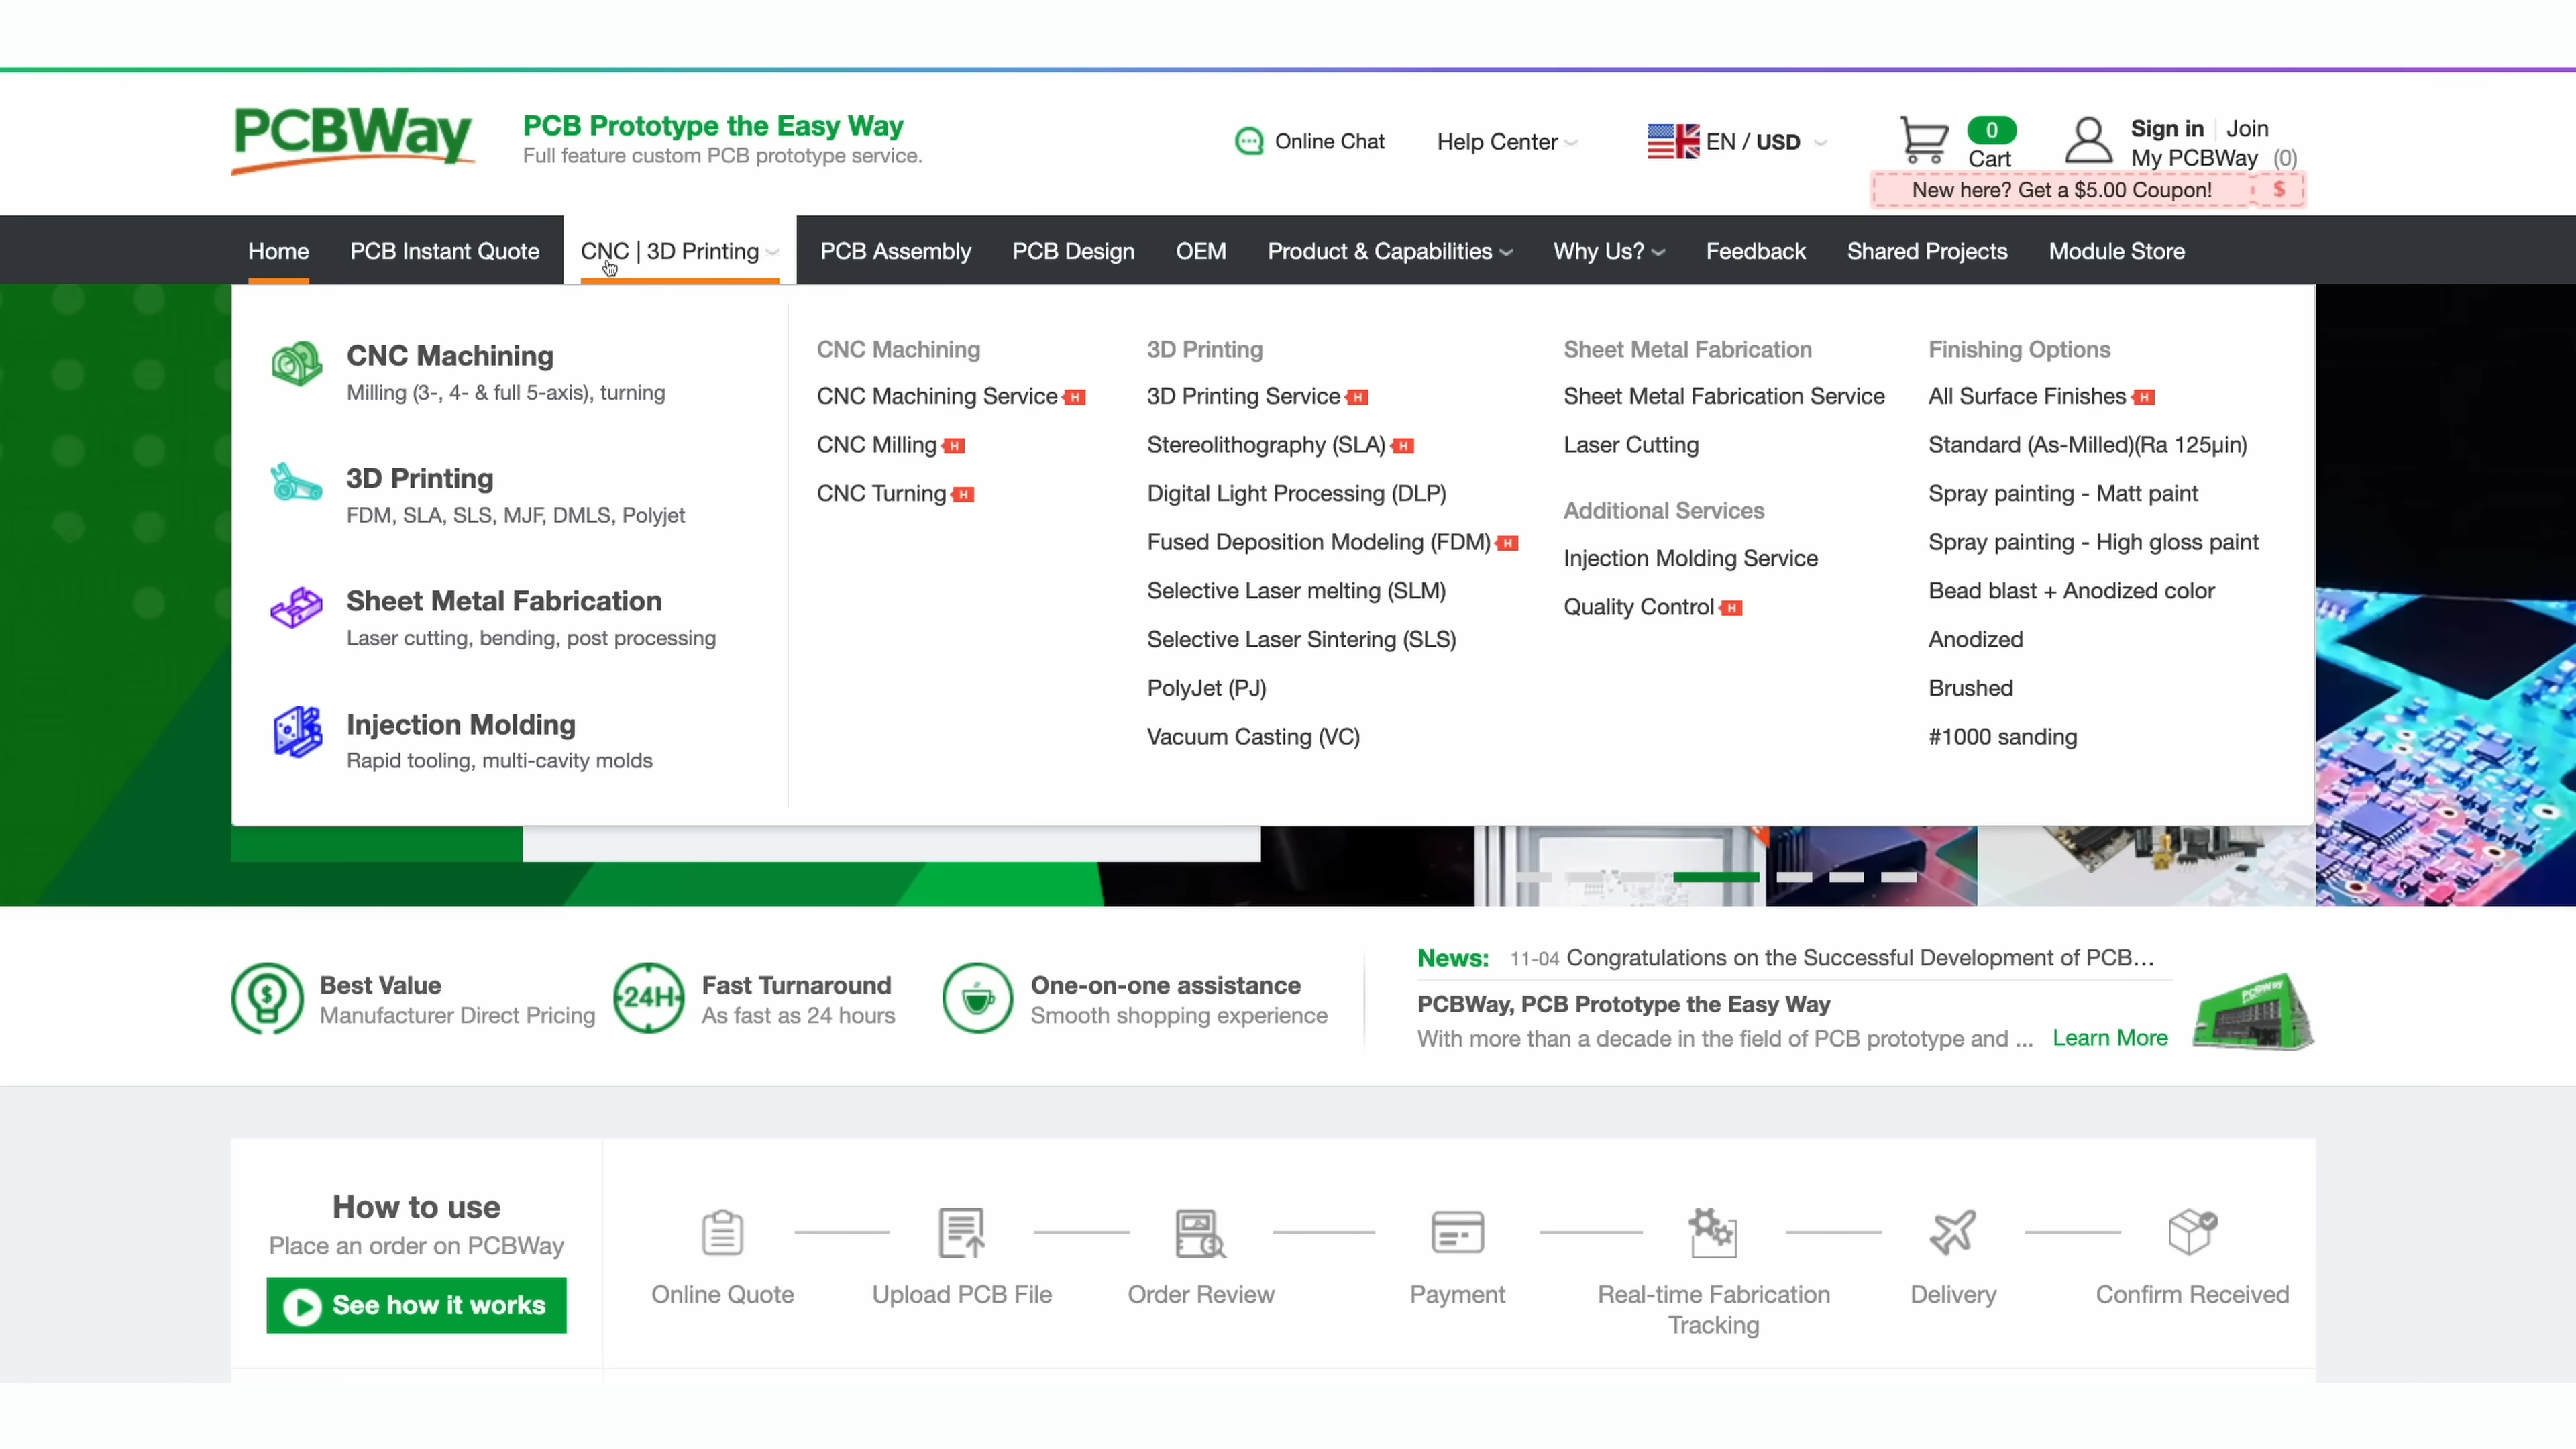 PCBWay
PCB Prototype the Easy Way
Full feature custom PCB prototype service.
Online Chat
Help Center
EN / USD
0
Cart
Sign in Join
My PCBWay (0)
New here? Get a $5.00 Coupon! $
Home
PCB Instant Quote
CNC | 3D Printing
PCB Assembly
PCB Design
OEM
Product & Capabilities
Why Us?
Feedback
Shared Projects
Module Store
CNC Machining
Milling (3-, 4- & full 5-axis), turning
3D Printing
FDM, SLA, SLS, MJF, DMLS, Polyjet
Sheet Metal Fabrication
Laser cutting, bending, post processing
Injection Molding
Rapid tooling, multi-cavity molds
CNC Machining
CNC Machining Service H
CNC Milling H
CNC Turning H
3D Printing
3D Printing Service H
Stereolithography (SLA) H
Digital Light Processing (DLP)
Fused Deposition Modeling (FDM) H
Selective Laser melting (SLM)
Selective Laser Sintering (SLS)
PolyJet (PJ)
Vacuum Casting (VC)
Sheet Metal Fabrication
Sheet Metal Fabrication Service
Laser Cutting
Additional Services
Injection Molding Service
Quality Control H
Finishing Options
All Surface Finishes H
Standard (As-Milled)(Ra 125µin)
Spray painting - Matt paint
Spray painting - High gloss paint
Bead blast + Anodized color
Anodized
Brushed
#1000 sanding
$
Best Value
Manufacturer Direct Pricing
24H
Fast Turnaround
As fast as 24 hours
One-on-one assistance
Smooth shopping experience
News: 11-04 Congratulations on the Successful Development of PCB...
PCBWay, PCB Prototype the Easy Way
With more than a decade in the field of PCB prototype and ... Learn More
PCBWay
How to use
Place an order on PCBWay
See how it works
Online Quote
Upload PCB File
Order Review
Payment
Real-time Fabrication
Tracking
Delivery
Confirm Received